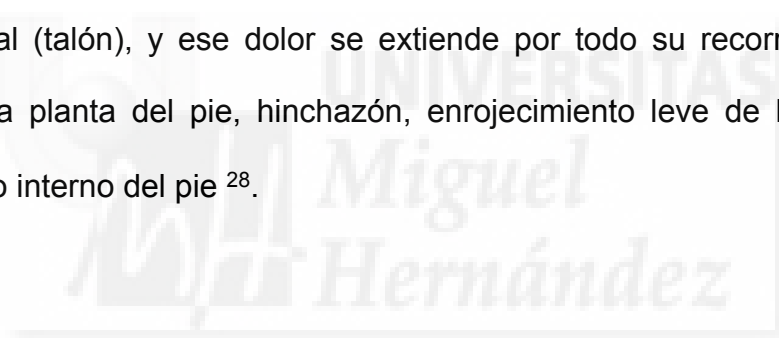 al (talón), y ese dolor se extiende por todo su recorr
UNIVERSITAS
a planta del pie, hinchazón, enrojecimiento leve de l
Miguel
o interno del pie ²⁸.
Hernández